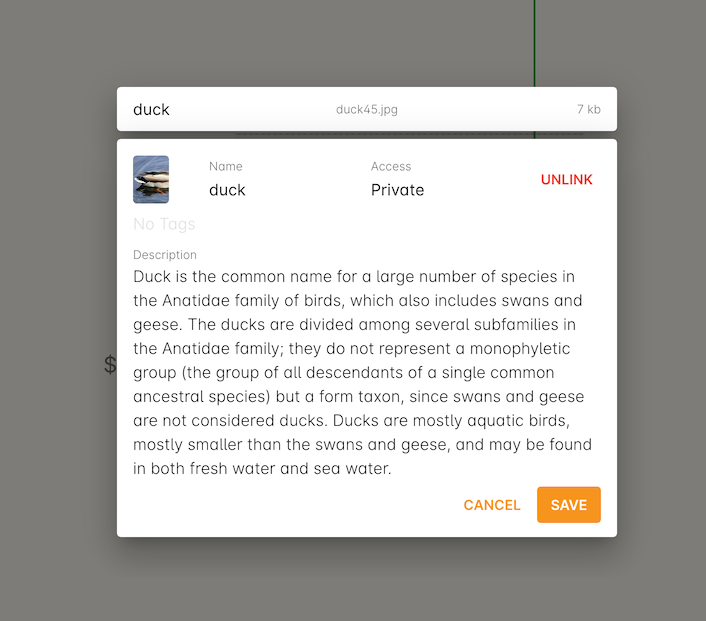 duck duck45.jpg 7 kb
Name Access
duck Private UNLINK
No Tags
Description
Duck is the common name for a large number of species in
the Anatidae family of birds, which also includes swans and
geese. The ducks are divided among several subfamilies in
the Anatidae family; they do not represent a monophyletic
group (the group of all descendants of a single common
ancestral species) but a form taxon, since swans and geese
are not considered ducks. Ducks are mostly aquatic birds,
mostly smaller than the swans and geese, and may be found
in both fresh water and sea water.
$
CANCEL SAVE